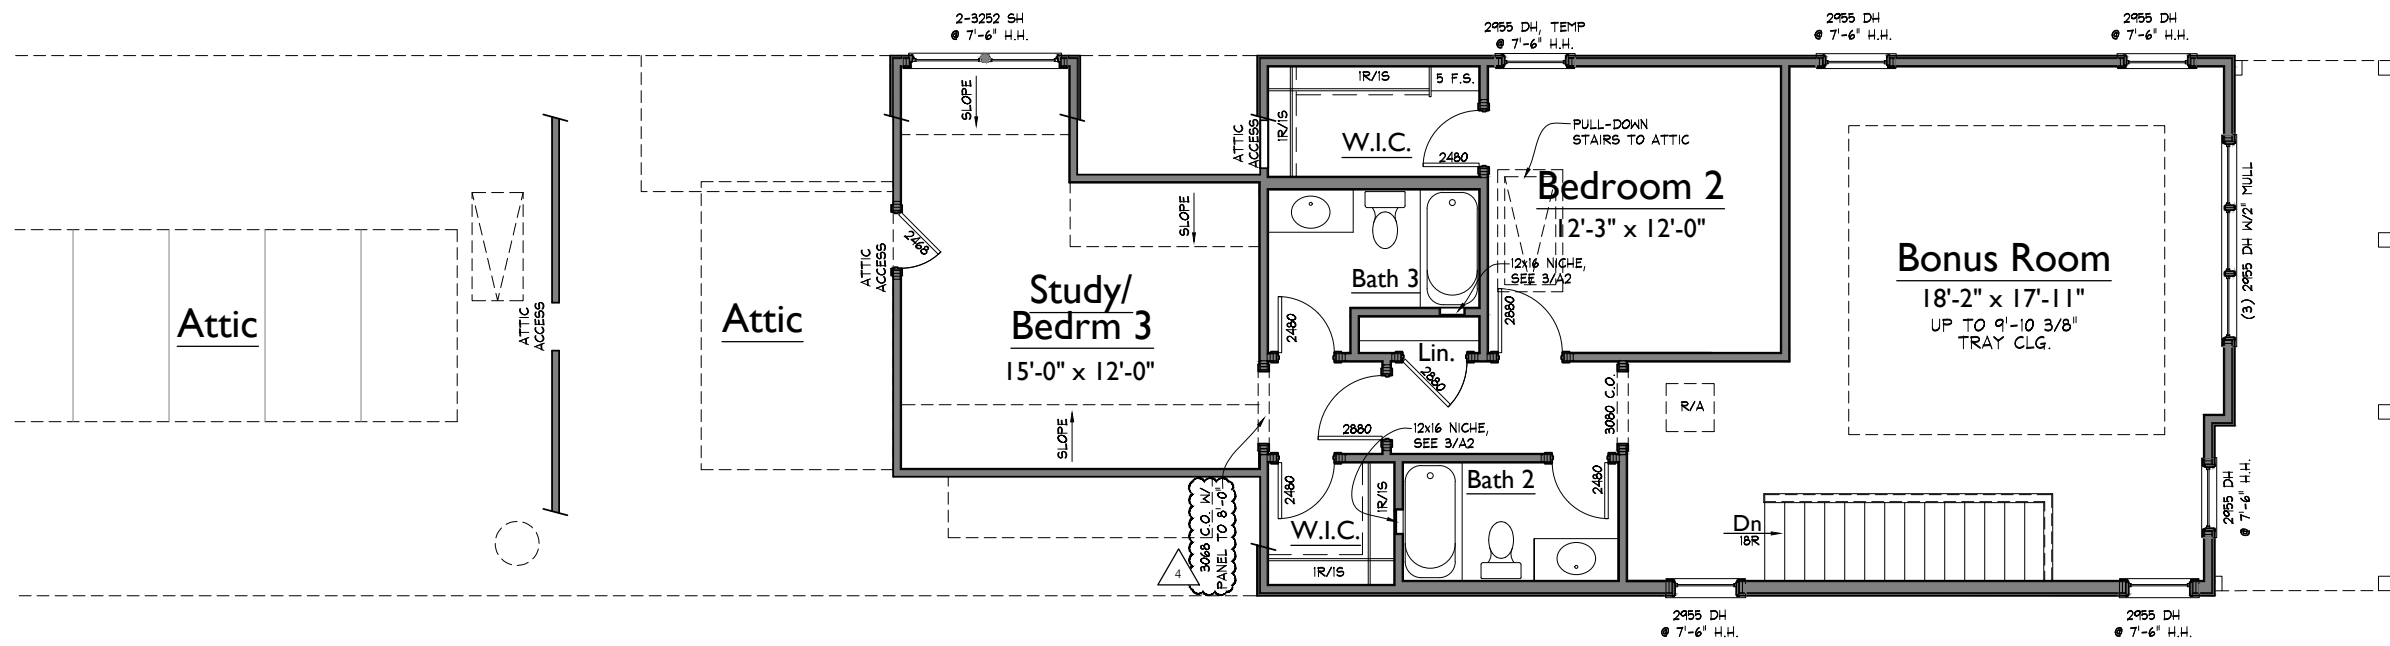 2-3252 SH
@ 7'-6" H.H.
2955 DH, TEMP
@ 7'-6" H.H.
2955 DH
@ 7'-6" H.H.
2955 DH
@ 7'-6" H.H.
SLOPE
1R/1S
5 F.S.
1R/1S
ATTIC
ACCESS
W.I.C.
2480
PULL-DOWN
STAIRS TO ATTIC
Bedroom 2
12'-3" x 12'-0"
(3) 2955 DH W/2" MULL
SLOPE
2468
ATTIC
ACCESS
Bath 3
12x16 NICHE,
SEE 3/A2
Bonus Room
18'-2" x 17'-11"
UP TO 9'-10 3/8"
TRAY CLG.
Attic
ATTIC
ACCESS
Attic
Study/
Bedrm 3
15'-0" x 12'-0"
2480
2880
Lin.
2880
3080 C.O.
R/A
SLOPE
2880
12x16 NICHE,
SEE 3/A2
2480
1R/1S
Bath 2
2480
2955 DH
@ 7'-6" H.H.
W.I.C.
1R/1S
3068 C.O. W/
PANEL TO 8'-0"
4
Dn
18R
2955 DH
@ 7'-6" H.H.
2955 DH
@ 7'-6" H.H.